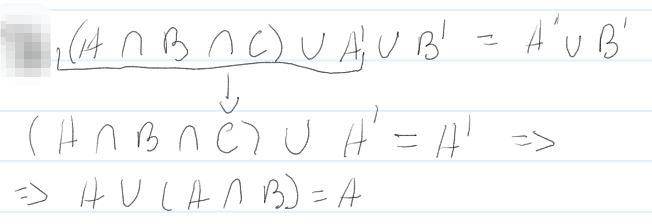 (A ∩ B ∩ C) ∪ A' ∪ B' = A' ∪ B'
(A ∩ B ∩ C) ∪ A' = A' =>
=> A ∪ (A ∩ B) = A